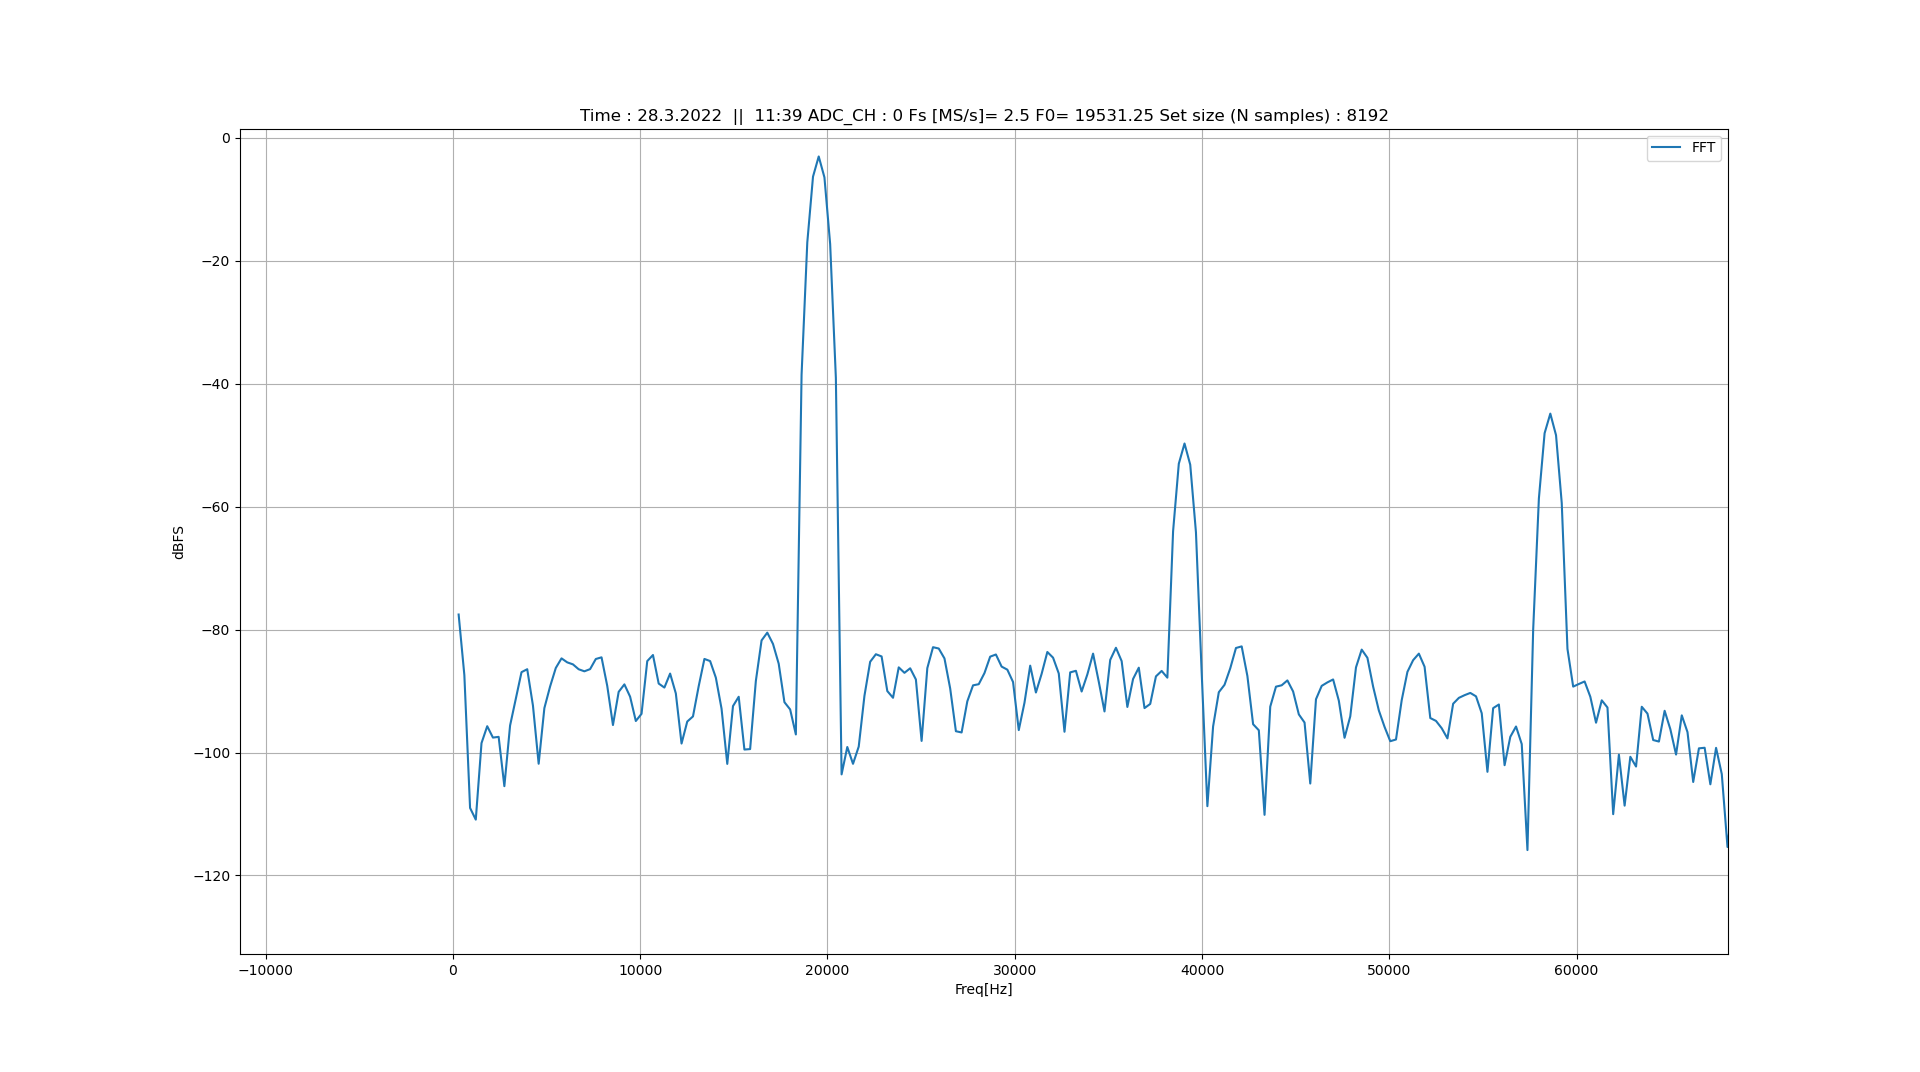 Time : 28.3.2022  ||  11:39 ADC_CH : 0 Fs [MS/s]= 2.5 F0= 19531.25 Set size (N samples) : 8192
FFT
0
−20
−40
−60
−80
−100
−120
dBFS
−10000 0 10000 20000 30000 40000 50000 60000
Freq[Hz]